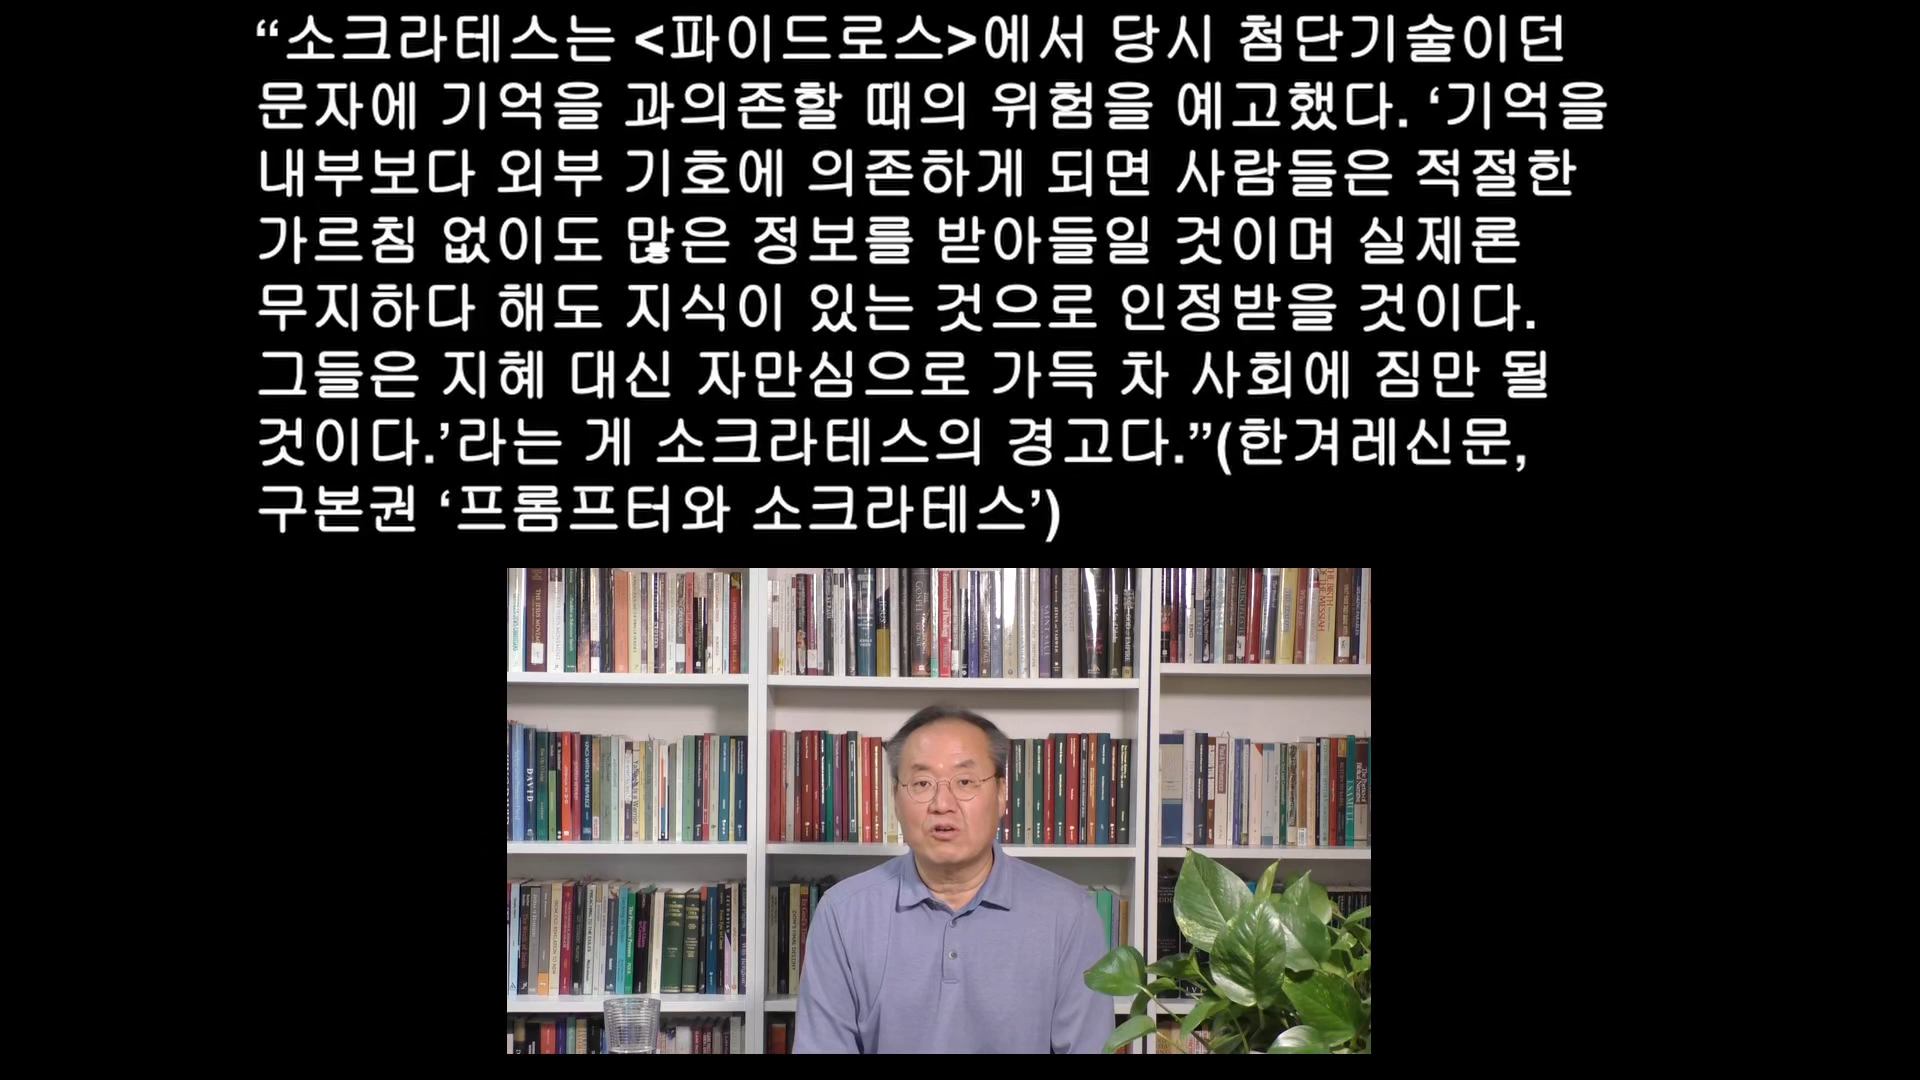 “소크라테스는 <파이드로스>에서 당시 첨단기술이던
문자에 기억을 과의존할 때의 위험을 예고했다. ‘기억을
내부보다 외부 기호에 의존하게 되면 사람들은 적절한
가르침 없이도 많은 정보를 받아들일 것이며 실제론
무지하다 해도 지식이 있는 것으로 인정받을 것이다.
그들은 지혜 대신 자만심으로 가득 차 사회에 짐만 될
것이다.’라는 게 소크라테스의 경고다.”(한겨레신문,
구본권 ‘프롬프터와 소크라테스’)
DAVID